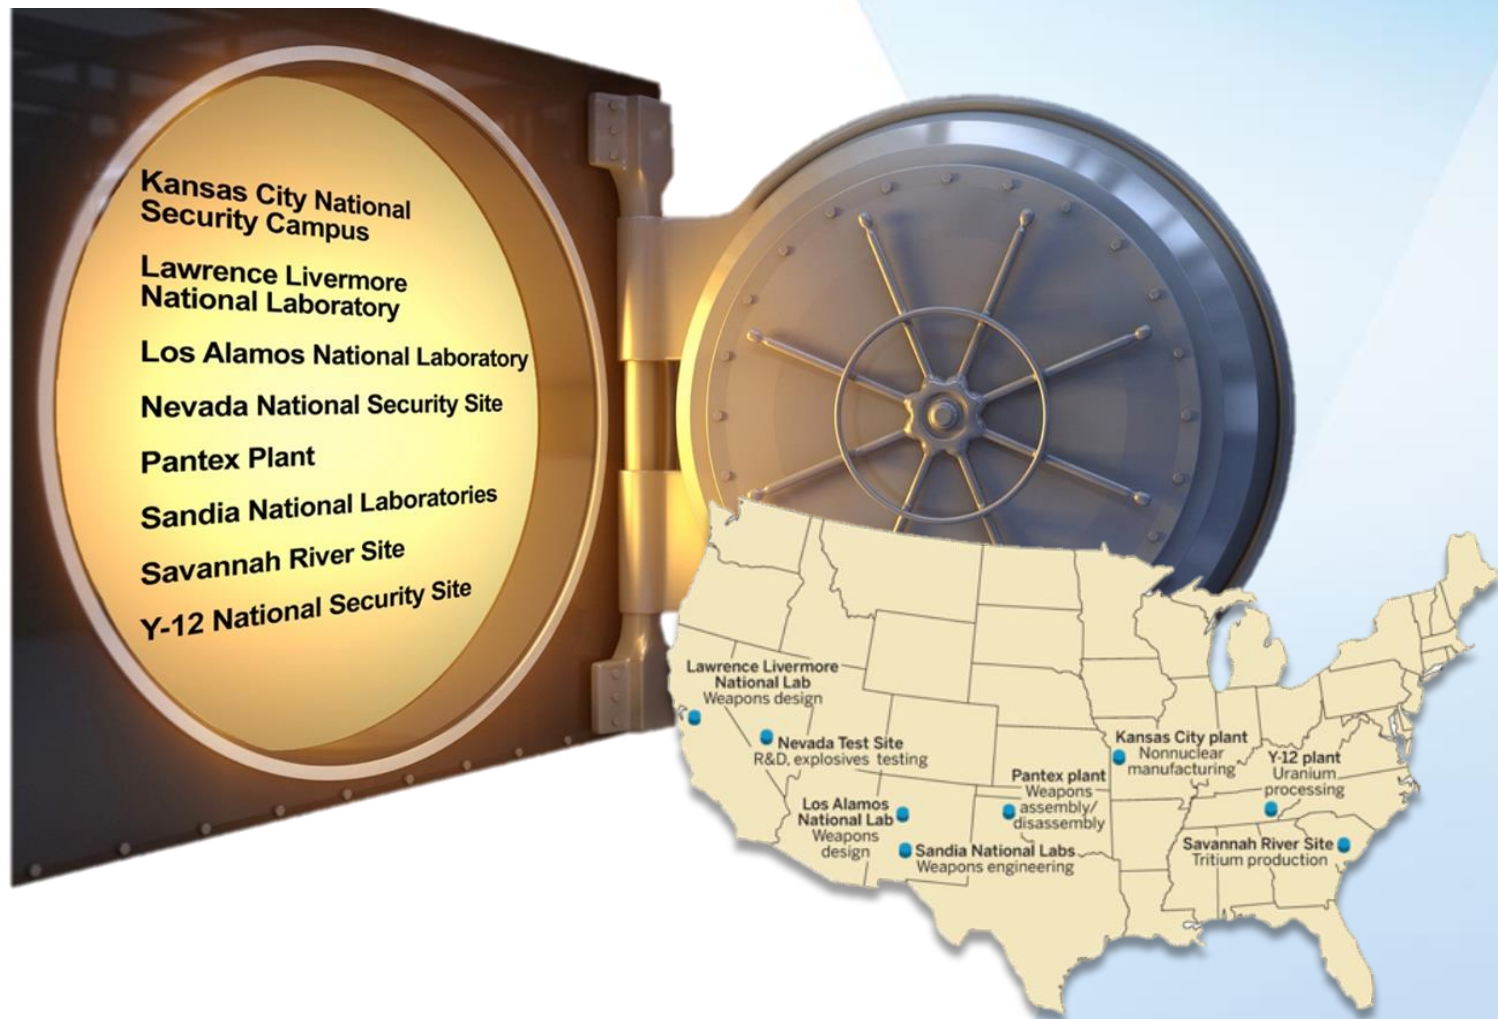 Kansas City National
Security Campus
Lawrence Livermore
National Laboratory
Los Alamos National Laboratory
Nevada National Security Site
Pantex Plant
Sandia National Laboratories
Savannah River Site
Y-12 National Security Site
Lawrence Livermore
National Lab
Weapons design
Nevada Test Site
R&D, explosives testing
Los Alamos
National Lab
Weapons
design
Sandia National Labs
Weapons engineering
Pantex plant
Weapons
assembly/
disassembly
Kansas City plant
Nonnuclear
manufacturing
Y-12 plant
Uranium
processing
Savannah River Site
Tritium production